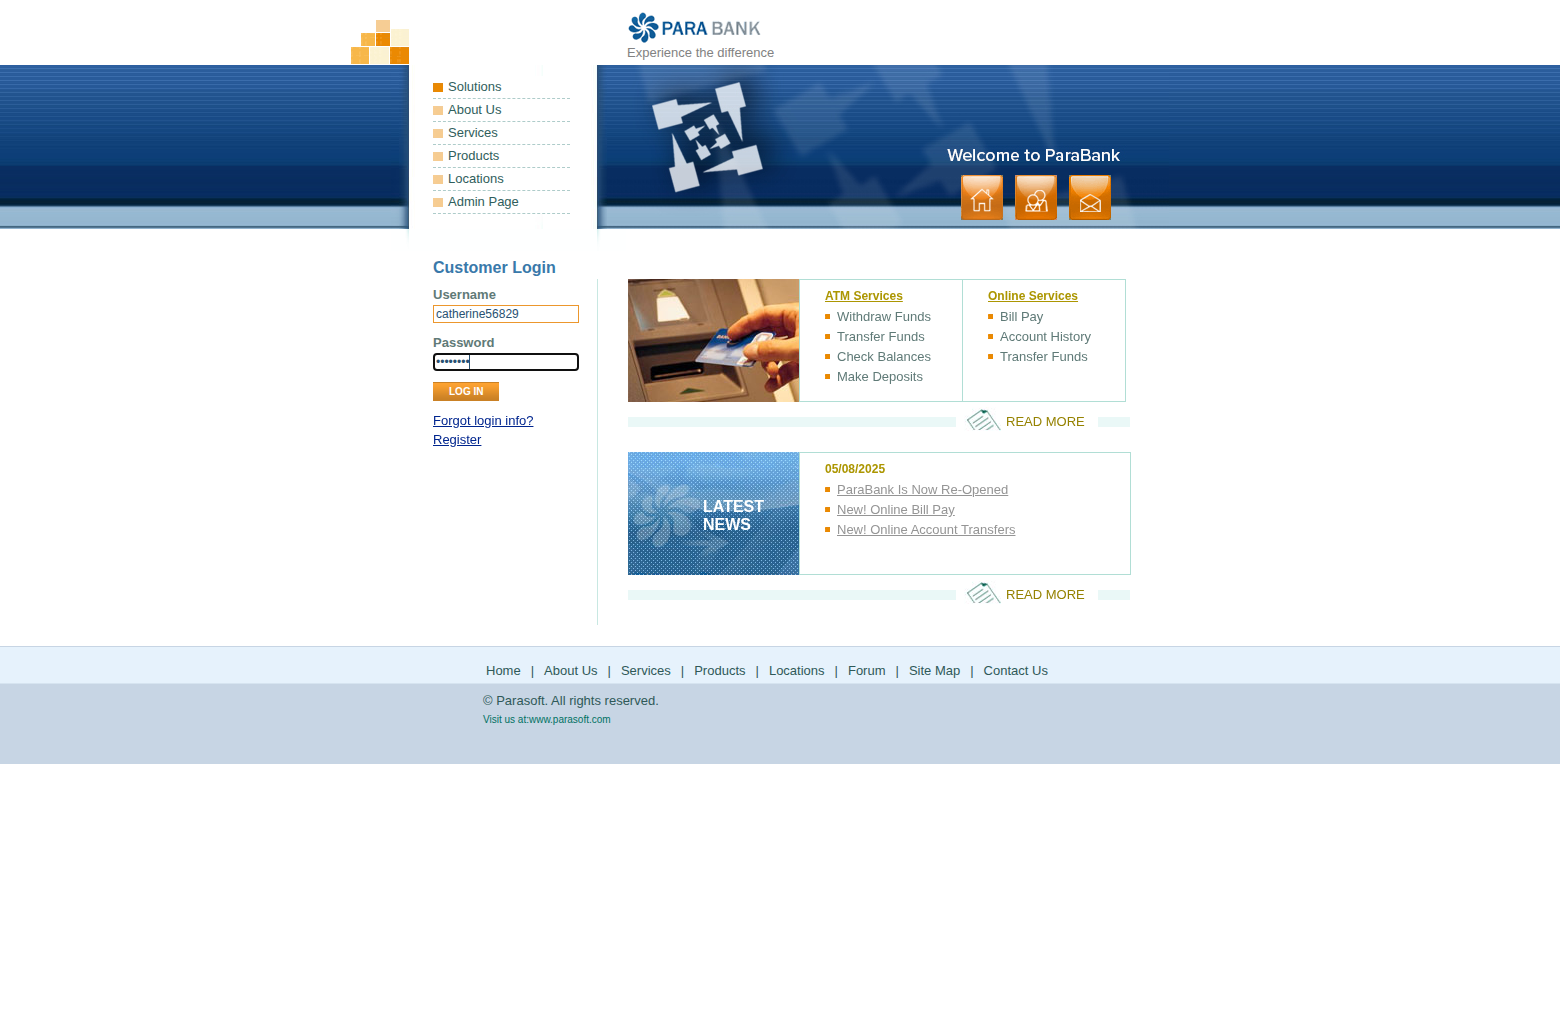 PARA BANK
Experience the difference
Solutions
About Us
Services
Products
Locations
Admin Page
Welcome to ParaBank
Customer Login
Username
catherine56829
Password
••••••••
LOG IN
Forgot login info?
Register
ATM Services
Withdraw Funds
Transfer Funds
Check Balances
Make Deposits
Online Services
Bill Pay
Account History
Transfer Funds
READ MORE
LATEST
NEWS
05/08/2025
ParaBank Is Now Re-Opened
New! Online Bill Pay
New! Online Account Transfers
READ MORE
Home | About Us | Services | Products | Locations | Forum | Site Map | Contact Us
© Parasoft. All rights reserved.
Visit us at:www.parasoft.com